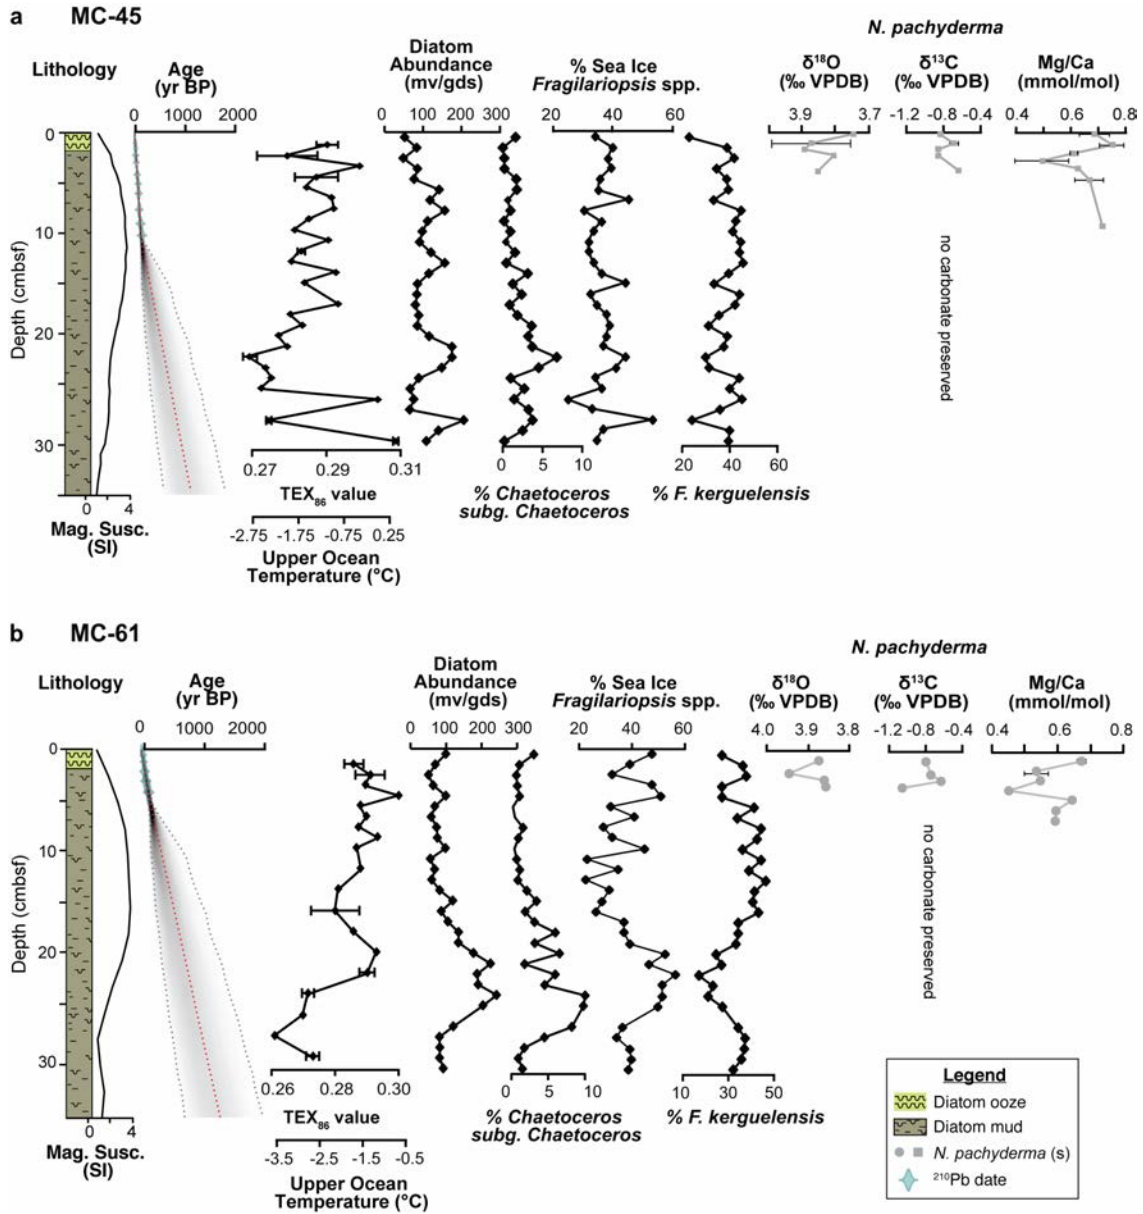 a MC-45
N. pachyderma
Lithology
Age
(yr BP)
Diatom
Abundance
(mv/gds)
% Sea Ice
Fragilariopsis spp.
δ18O
(‰ VPDB)
δ13C
(‰ VPDB)
Mg/Ca
(mmol/mol)
0 1000 2000
0 100 200 300
0 20 40 60
3.9 3.7
-1.2 -0.4
0.4 0.6 0.8
0
10
20
30
Depth (cmbsf)
no carbonate preserved
0 4
Mag. Susc.
(SI)
0.27 0.29 0.31
TEX86 value
-2.75 -1.75 -0.75 0.25
Upper Ocean
Temperature (°C)
0 5 10
% Chaetoceros
subg. Chaetoceros
20 40 60
% F. kerguelensis
b MC-61
N. pachyderma
Lithology
Age
(yr BP)
Diatom
Abundance
(mv/gds)
% Sea Ice
Fragilariopsis spp.
δ18O
(‰ VPDB)
δ13C
(‰ VPDB)
Mg/Ca
(mmol/mol)
0 1000 2000
0 100 200 300
0 20 40 60
4.0 3.8
-1.2 -0.8 -0.4
0.4 0.6 0.8
0
10
20
30
Depth (cmbsf)
no carbonate preserved
0 4
Mag. Susc.
(SI)
0.26 0.28 0.30
TEX86 value
-3.5 -2.5 -1.5 -0.5
Upper Ocean
Temperature (°C)
0 5 10
% Chaetoceros
subg. Chaetoceros
10 30 50
% F. kerguelensis
Legend
Diatom ooze
Diatom mud
N. pachyderma (s)
210Pb date